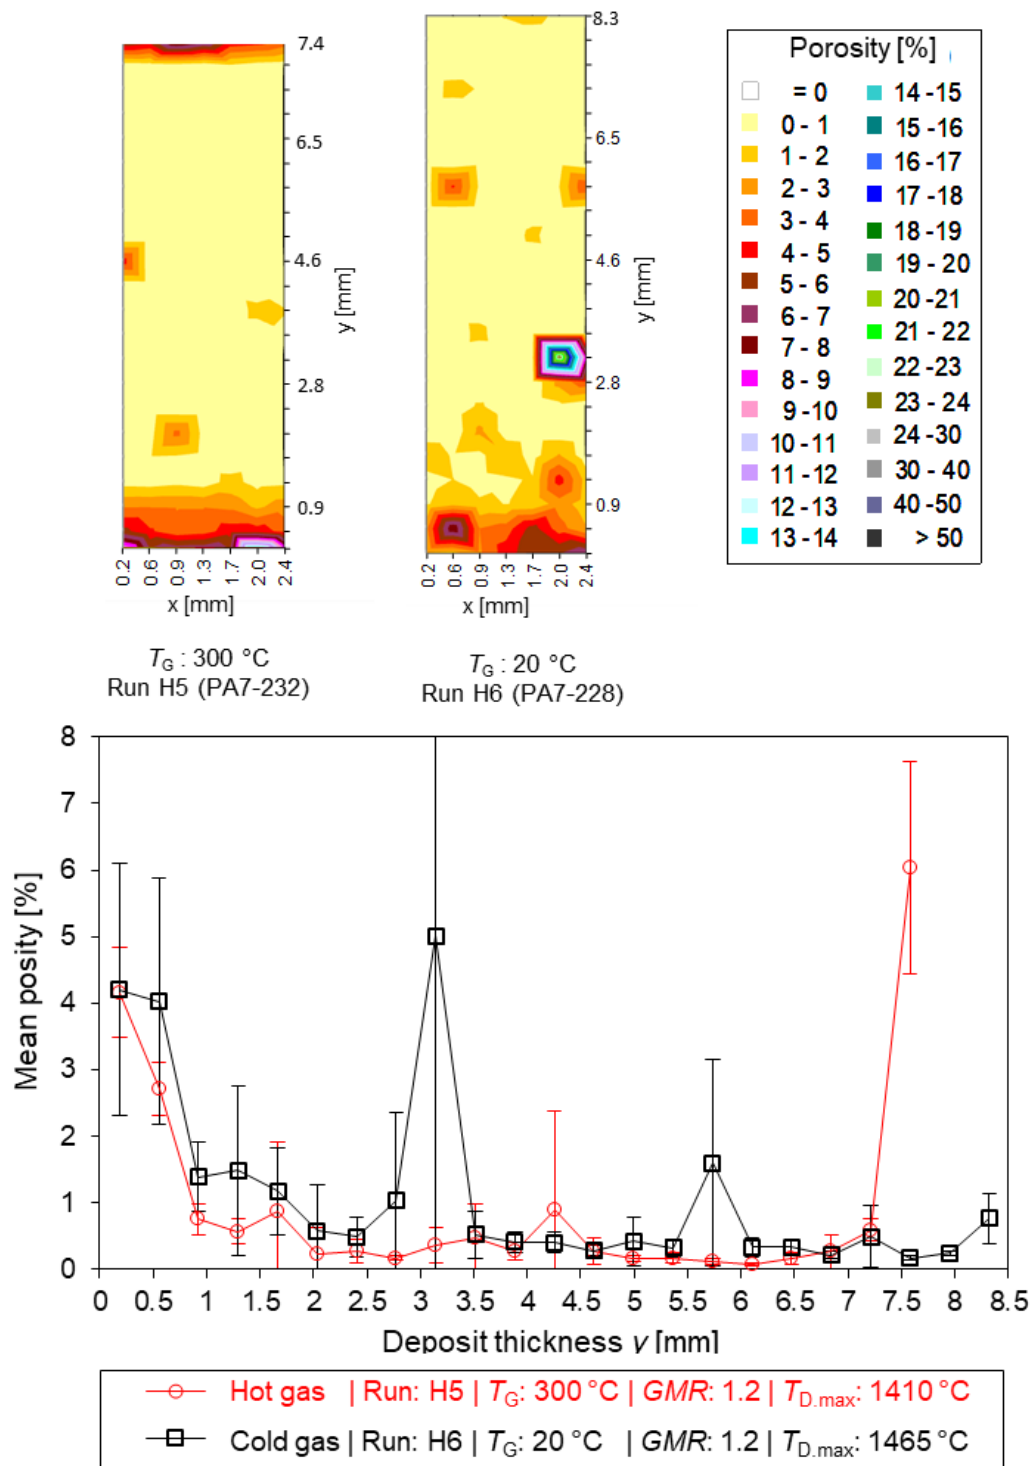 8.3
7.4
6.5
6.5
4.6
4.6
2.8
2.8
0.9
0.9
y [mm]
y [mm]
0.2 0.6 0.9 1.3 1.7 2.0 2.4
x [mm]
0.2 0.6 0.9 1.3 1.7 2.0 2.4
x [mm]
Porosity [%]
= 0
0 - 1
1 - 2
2 - 3
3 - 4
4 - 5
5 - 6
6 - 7
7 - 8
8 - 9
9 - 10
10 - 11
11 - 12
12 - 13
13 - 14
14 -15
15 -16
16 -17
17 -18
18 -19
19 - 20
20 -21
21 - 22
22 -23
23 - 24
24 -30
30 - 40
40 -50
> 50
TG : 300 °C
Run H5 (PA7-232)
TG : 20 °C
Run H6 (PA7-228)
8
7
6
5
4
3
2
1
0
Mean posity [%]
0 0.5 1 1.5 2 2.5 3 3.5 4 4.5 5 5.5 6 6.5 7 7.5 8 8.5
Deposit thickness y [mm]
Hot gas | Run: H5 | TG: 300 °C | GMR: 1.2 | TD.max: 1410 °C
Cold gas | Run: H6 | TG: 20 °C | GMR: 1.2 | TD.max: 1465 °C